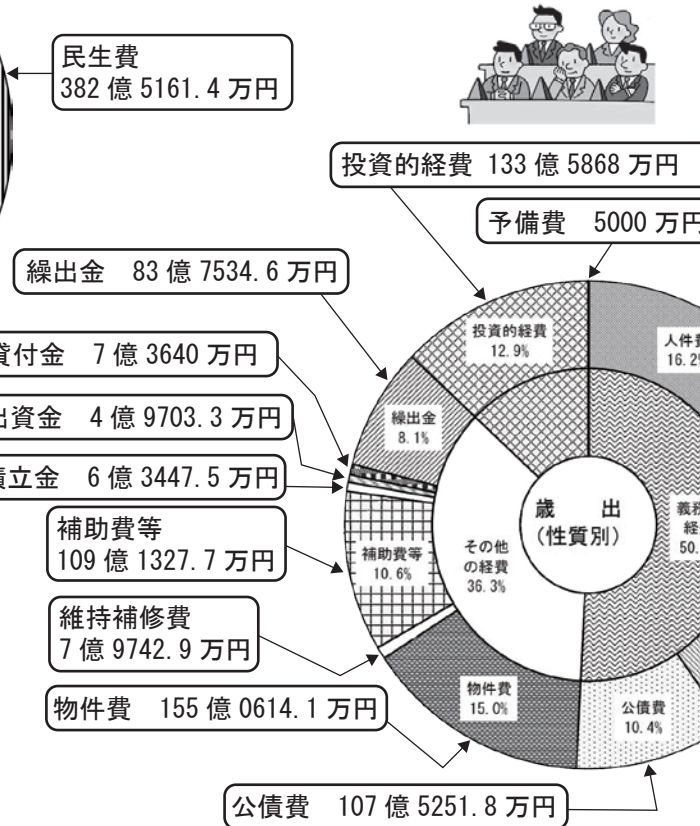 民生費
382 億 5161.4 万円
投資的経費 133 億 5868 万円
予備費 5000 万円
繰出金 83 億 7534.6 万円
貸付金 7 億 3640 万円
出資金 4 億 9703.3 万円
積立金 6 億 3447.5 万円
補助費等
109 億 1327.7 万円
維持補修費
7 億 9742.9 万円
物件費 155 億 0614.1 万円
公債費 107 億 5251.8 万円
投資的経費
12.9%
人件費
16.2%
繰出金
8.1%
補助費等
10.6%
その他
の経費
36.3%
歳 出
(性質別)
義務
経
50.
物件費
15.0%
公債費
10.4%